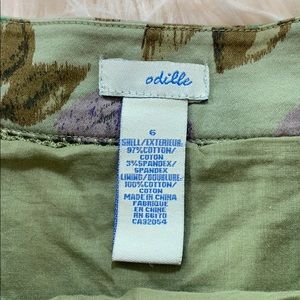 odille
6
SHELL/EXTERIEUR:
97%COTTON/
COTON
3%SPANDEX/
SPANDEX
LINING/DOUBLURE:
100%COTTON/
COTON
MADE IN CHINA
FABRIQUE
EN CHINE
RN 66170
CA32054